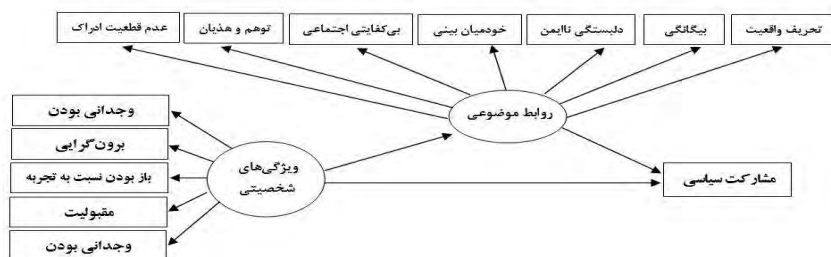 تحریف واقعیت
بیگانگی
دلبستگی ناایمن
خودمیان بینی
بی‌کفایتی اجتماعی
توهم و هذیان
عدم قطعیت ادراک
روابط موضوعی
وجدانی بودن
برون‌گرایی
باز بودن نسبت به تجربه
مقبولیت
وجدانی بودن
ویژگی‌های
شخصیتی
مشارکت سیاسی